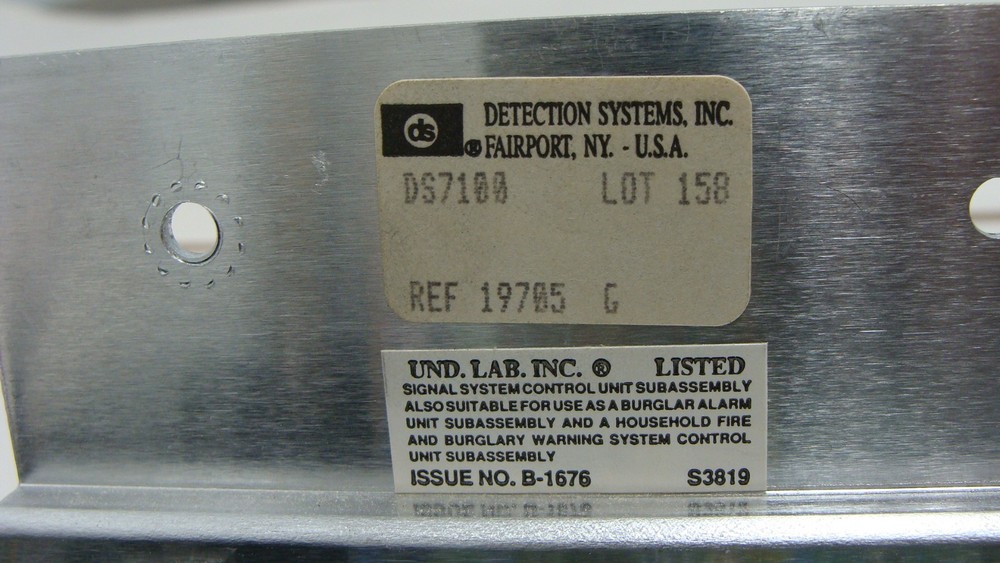 ds ® DETECTION SYSTEMS, INC.
FAIRPORT, NY. - U.S.A.
DS7100 LOT 158
REF 19705 G
UND. LAB. INC. ® LISTED
SIGNAL SYSTEM CONTROL UNIT SUBASSEMBLY
ALSO SUITABLE FOR USE AS A BURGLAR ALARM
UNIT SUBASSEMBLY AND A HOUSEHOLD FIRE
AND BURGLARY WARNING SYSTEM CONTROL
UNIT SUBASSEMBLY
ISSUE NO. B-1676 S3819